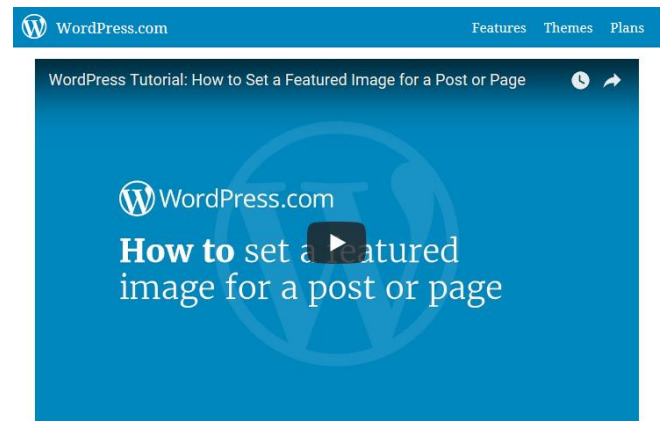 WordPress.com Features Themes Plans
WordPress Tutorial: How to Set a Featured Image for a Post or Page
WordPress.com
How to set a featured
image for a post or page